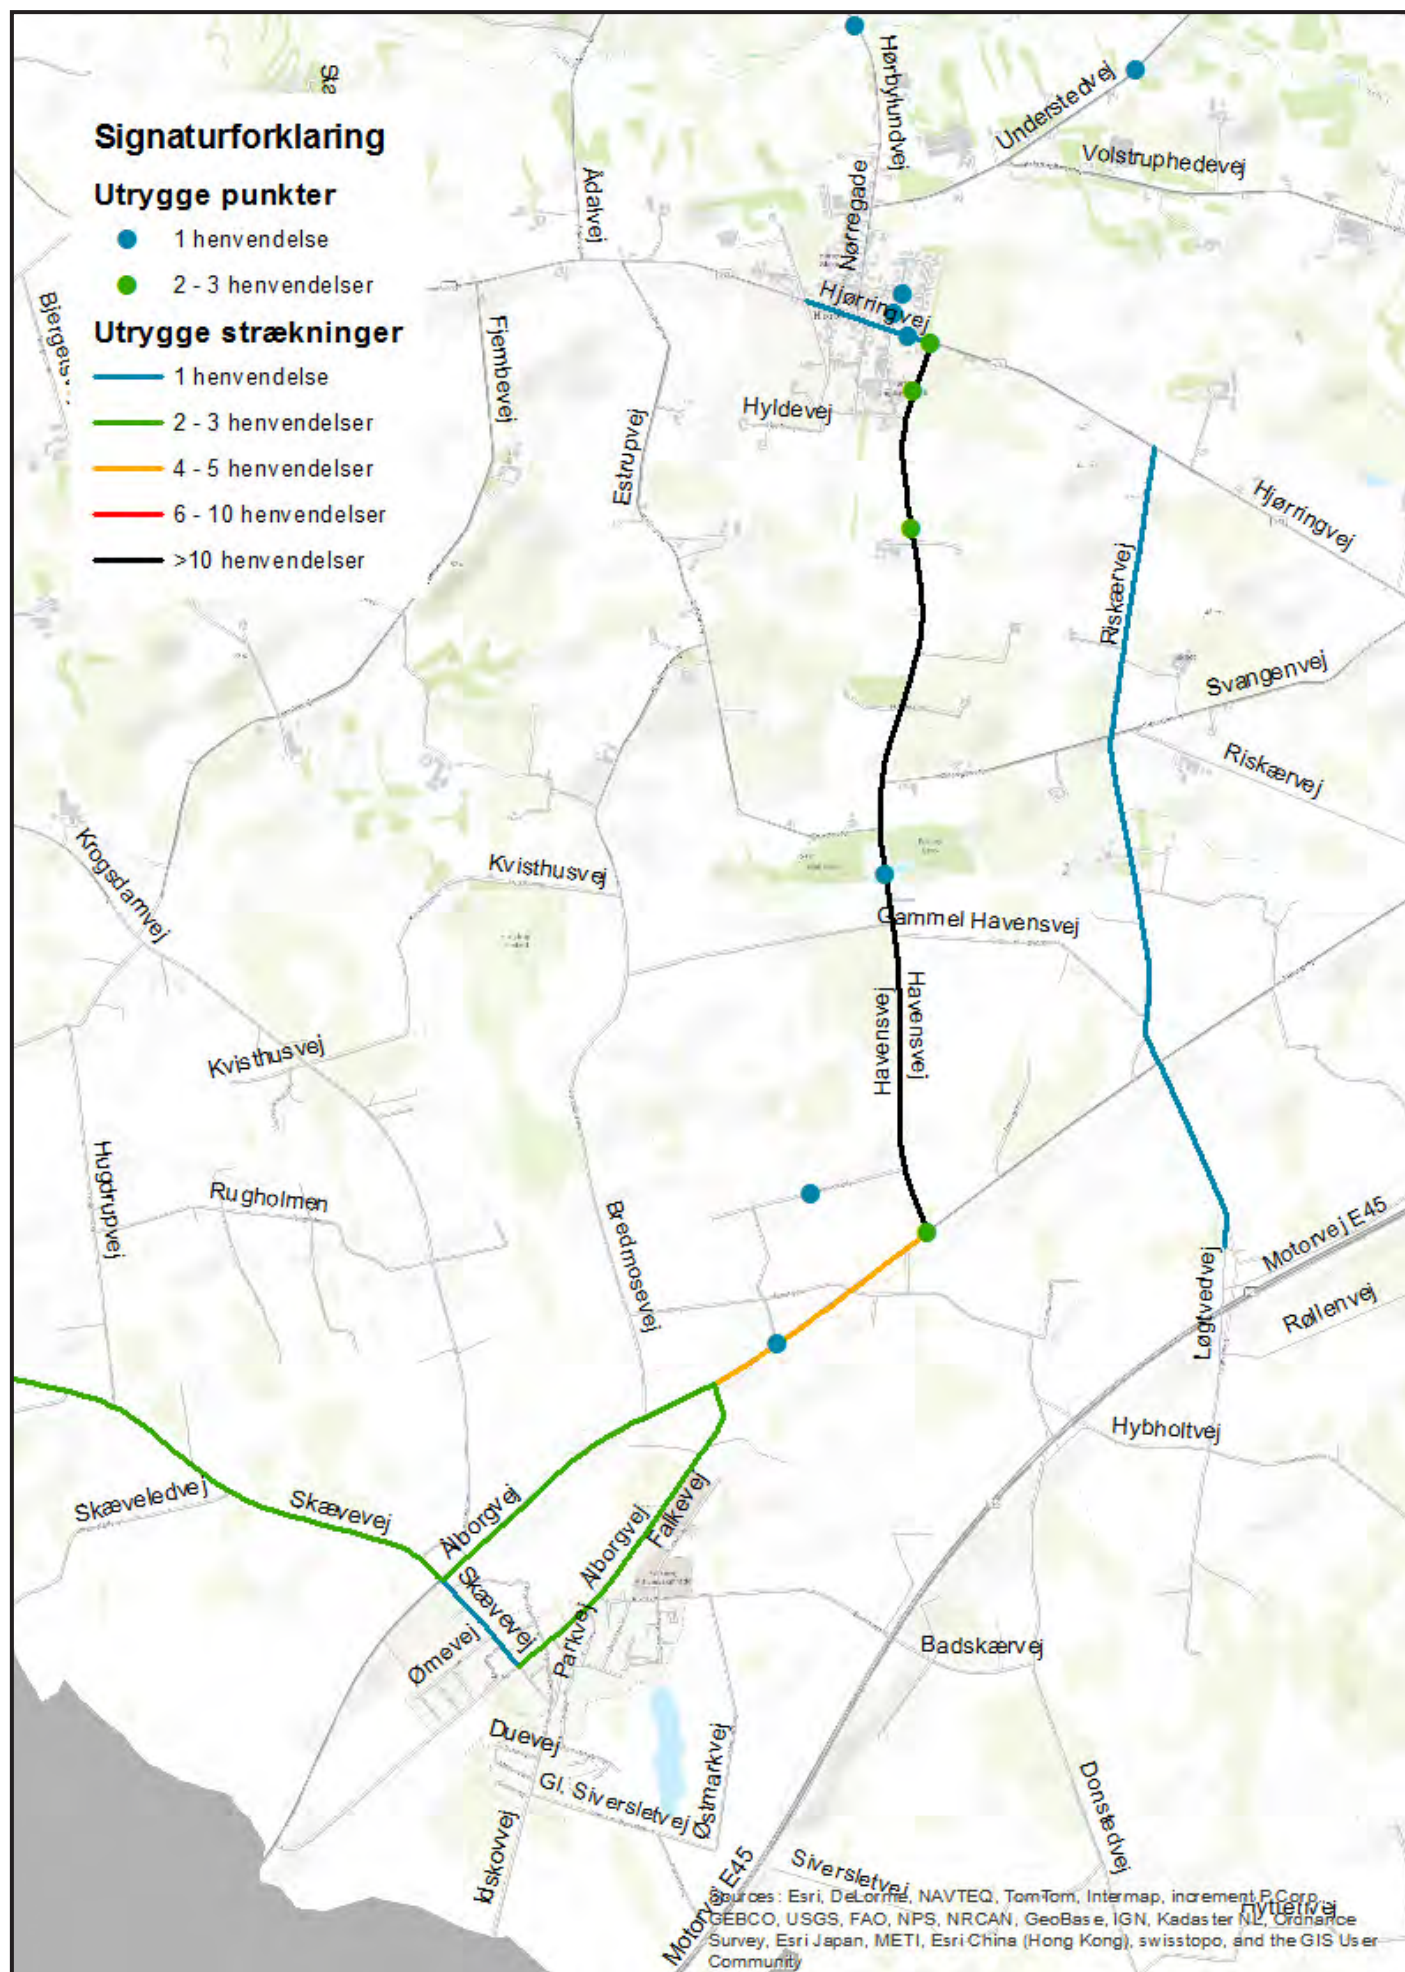 Ska
Hørbylundvej
Understedvej
Volstruphedevej
Signaturforklaring
Utrygge punkter
1 henvendelse
2 - 3 henvendelser
Utrygge strækninger
1 henvendelse
2 - 3 henvendelser
4 - 5 henvendelser
6 - 10 henvendelser
>10 henvendelser
Ådalvej
Nørregade
Hjørringvej
Fjembevej
Estrupvej
Hyldevej
Hjørringvej
Riskærvej
Svangenvej
Riskærvej
Krogsdamvej
Kvisthusvej
Gammel Havensvej
Havensvej
Havensvej
Kvisthusvej
Hugdrupvej
Rugholmen
Bredmosevej
Motorvej E45
Røllenvej
Løgtvedvej
Hybholtvej
Skæveledvej
Skævevej
Ålborgvej
Ålborgvej
Falkevej
Skævevej
Parkvej
Ømevej
Badskærvej
Duevej
Gl. Siversletvej
Østmarkvej
Donstedvej
Idskovvej
Motorvej E45
Siversletvej
Sources: Esri, DeLorme, NAVTEQ, TomTom, Intermap, increment P Corp.,
GEBCO, USGS, FAO, NPS, NRCAN, GeoBase, IGN, Kadaster NL, Ordnance
Survey, Esri Japan, METI, Esri China (Hong Kong), swisstopo, and the GIS User
Community